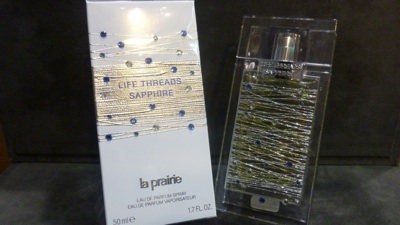 LIFE THREADS
SAPPHIRE
la prairie
EAU DE PARFUM SPRAY
EAU DE PARFUM VAPORISATEUR
50 ml ℮ 1.7 FL. OZ.